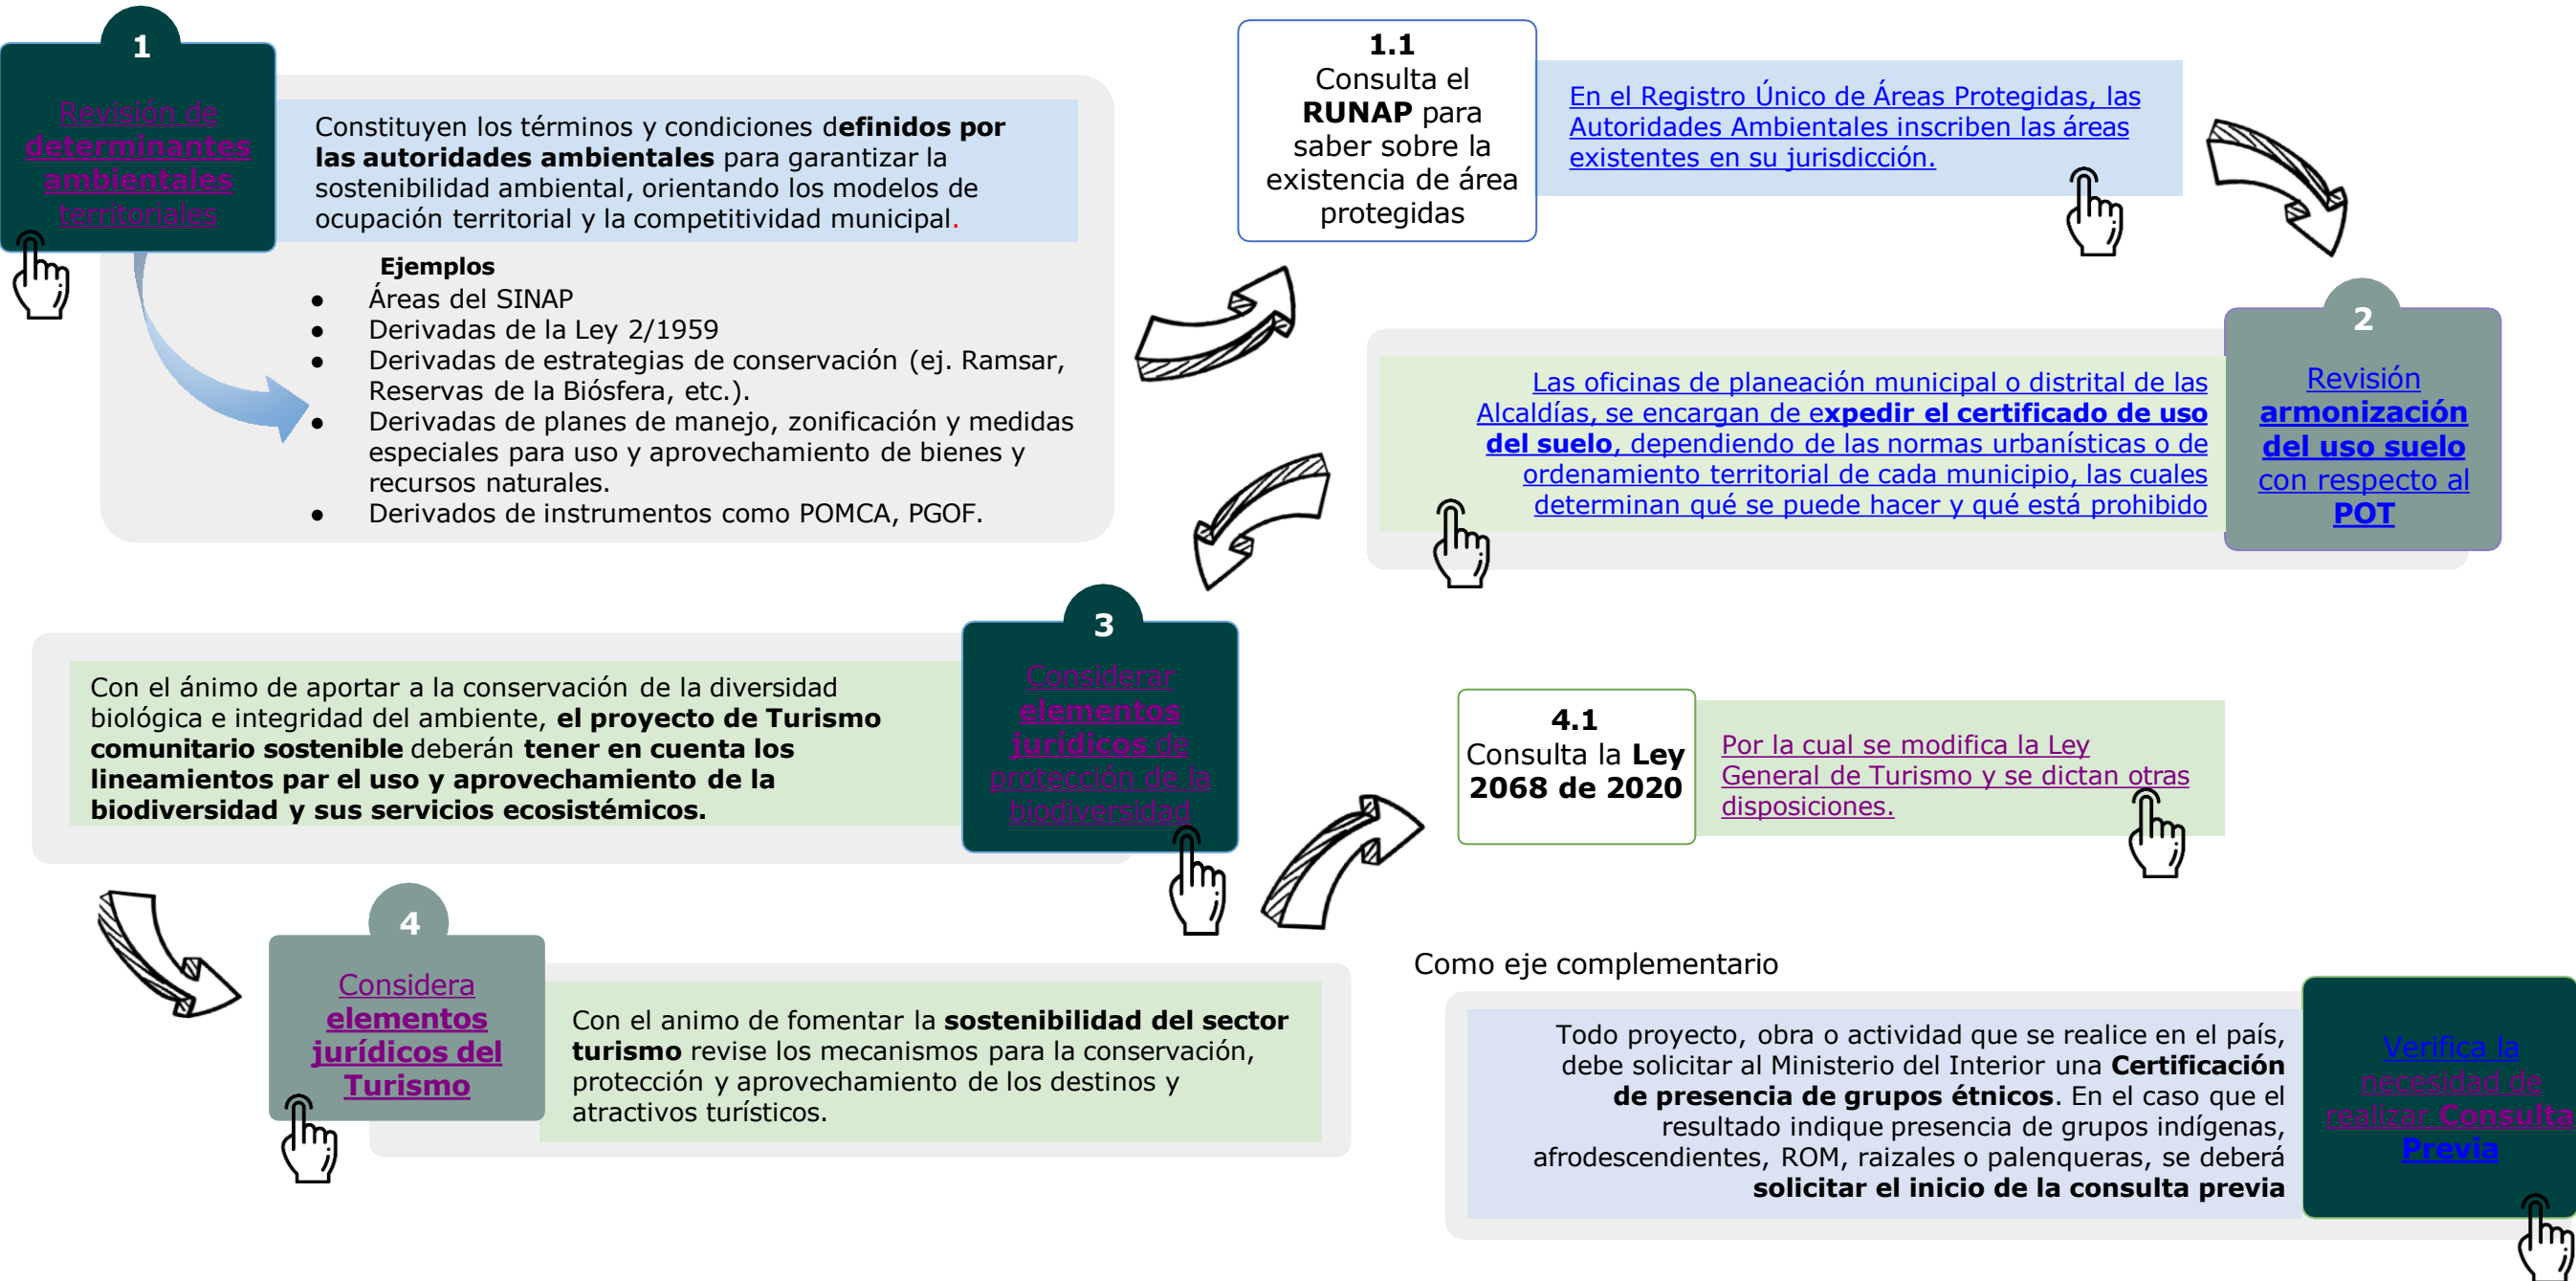 1
Revisión de
determinantes
ambientales
territoriales
Constituyen los términos y condiciones definidos por
las autoridades ambientales para garantizar la
sostenibilidad ambiental, orientando los modelos de
ocupación territorial y la competitividad municipal.
Ejemplos
● Áreas del SINAP
● Derivadas de la Ley 2/1959
● Derivadas de estrategias de conservación (ej. Ramsar,
Reservas de la Biósfera, etc.).
● Derivadas de planes de manejo, zonificación y medidas
especiales para uso y aprovechamiento de bienes y
recursos naturales.
● Derivados de instrumentos como POMCA, PGOF.
1.1
Consulta el
RUNAP para
saber sobre la
existencia de área
protegidas
En el Registro Único de Áreas Protegidas, las
Autoridades Ambientales inscriben las áreas
existentes en su jurisdicción.
2
Revisión
armonización
del uso suelo
con respecto al
POT
Las oficinas de planeación municipal o distrital de las
Alcaldías, se encargan de expedir el certificado de uso
del suelo, dependiendo de las normas urbanísticas o de
ordenamiento territorial de cada municipio, las cuales
determinan qué se puede hacer y qué está prohibido
3
Considerar
elementos
jurídicos de
protección de la
biodiversidad
Con el ánimo de aportar a la conservación de la diversidad
biológica e integridad del ambiente, el proyecto de Turismo
comunitario sostenible deberán tener en cuenta los
lineamientos par el uso y aprovechamiento de la
biodiversidad y sus servicios ecosistémicos.
4
Considera
elementos
jurídicos del
Turismo
Con el animo de fomentar la sostenibilidad del sector
turismo revise los mecanismos para la conservación,
protección y aprovechamiento de los destinos y
atractivos turísticos.
4.1
Consulta la Ley
2068 de 2020
Por la cual se modifica la Ley
General de Turismo y se dictan otras
disposiciones.
Como eje complementario
Todo proyecto, obra o actividad que se realice en el país,
debe solicitar al Ministerio del Interior una Certificación
de presencia de grupos étnicos. En el caso que el
resultado indique presencia de grupos indígenas,
afrodescendientes, ROM, raizales o palenqueras, se deberá
solicitar el inicio de la consulta previa
Verifica la
necesidad de
realizar Consulta
Previa